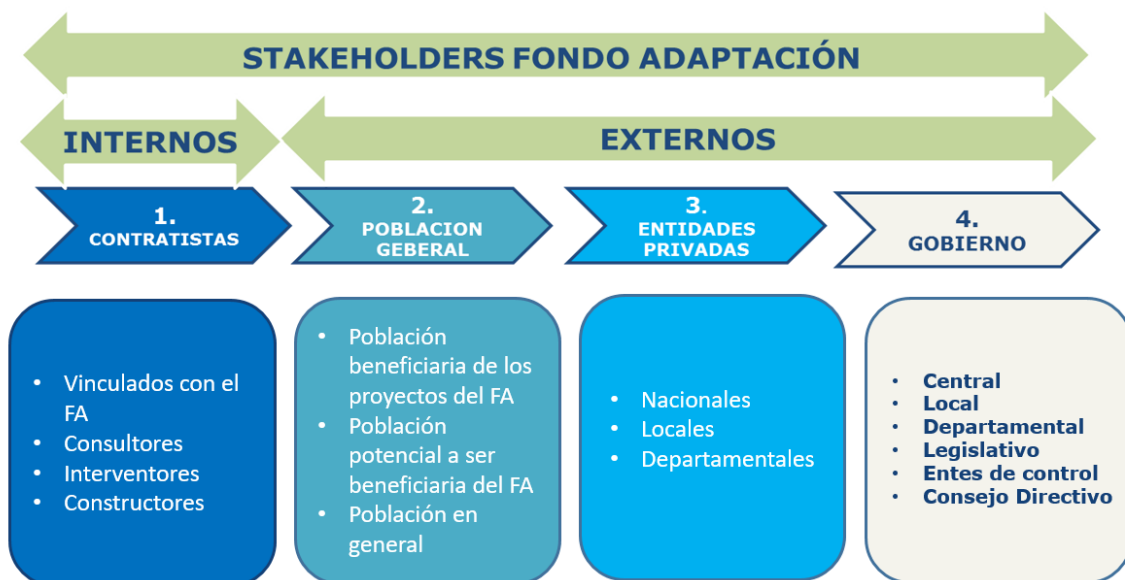 STAKEHOLDERS FONDO ADAPTACIÓN
INTERNOS
EXTERNOS
1.
CONTRATISTAS
2.
POBLACION
GEBERAL
3.
ENTIDADES
PRIVADAS
4.
GOBIERNO
• Vinculados con el
FA
• Consultores
• Interventores
• Constructores
• Población
beneficiaria de los
proyectos del FA
• Población
potencial a ser
beneficiaria del FA
• Población en
general
• Nacionales
• Locales
• Departamentales
• Central
• Local
• Departamental
• Legislativo
• Entes de control
• Consejo Directivo